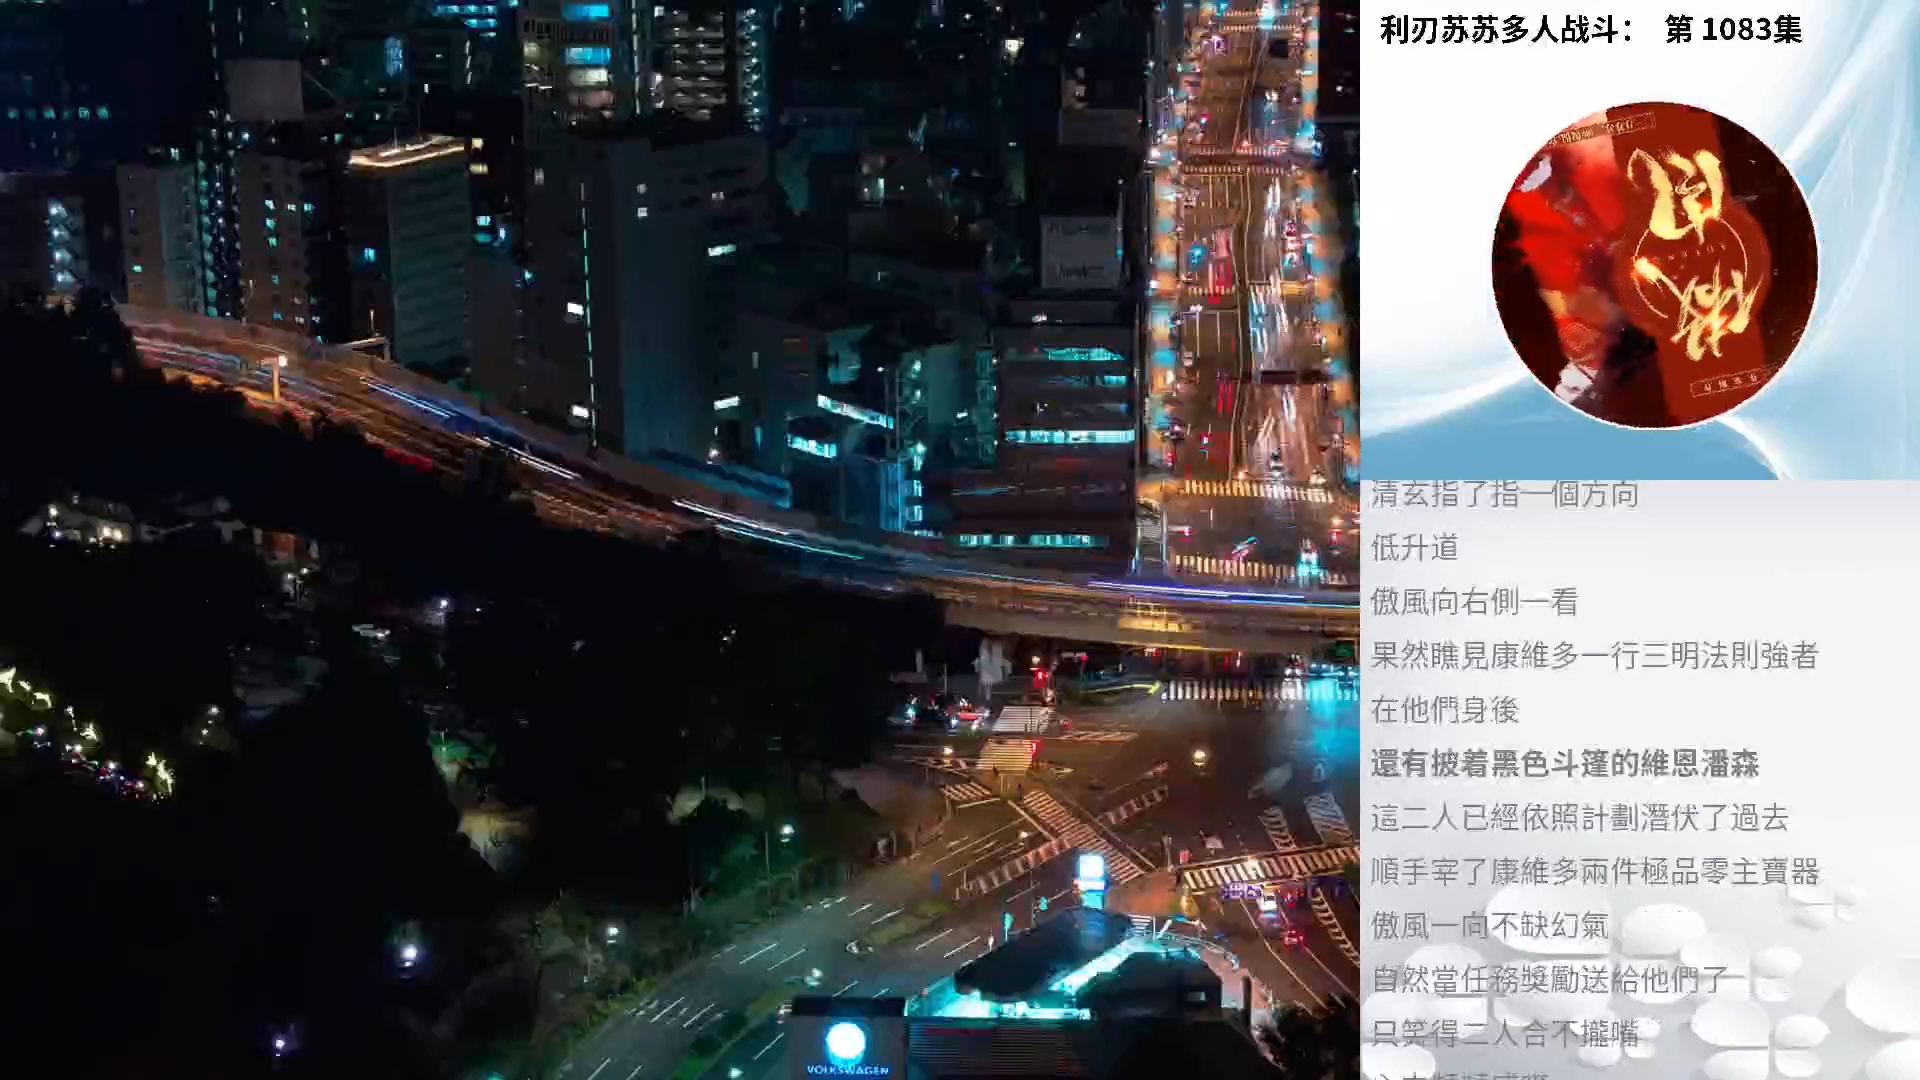 利刃苏苏多人战斗： 第 1083集
清玄指了指一個方向
低升道
傲風向右側一看
果然瞧見康維多一行三明法則強者
在他們身後
還有披着黑色斗篷的維恩潘森
這二人已經依照計劃潛伏了過去
順手宰了康維多兩件極品零主寶器
傲風一向不缺幻氣
自然當任務獎勵送給他們了
只笑得二人合不攏嘴
VOLKSWAGEN